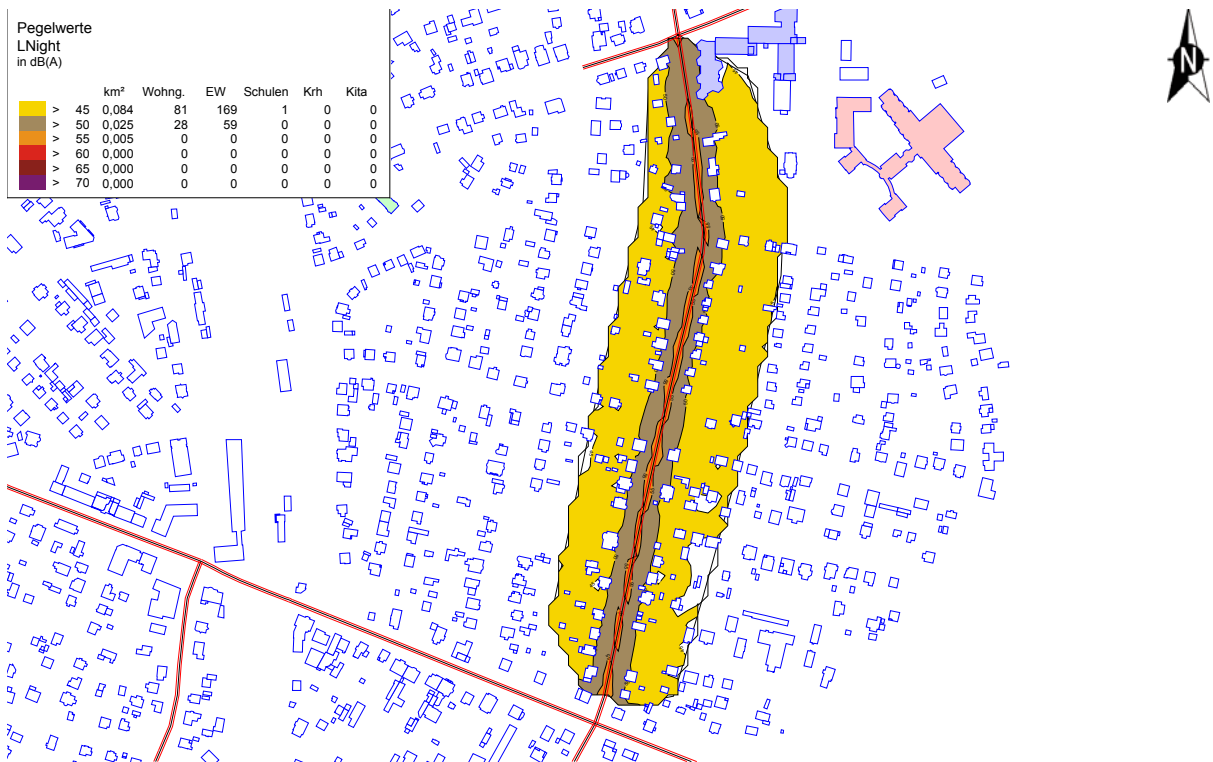 Pegelwerte
LNight
in dB(A)
km² Wohng. EW Schulen Krh Kita
> 45 0,084 81 169 1 0 0
> 50 0,025 28 59 0 0 0
> 55 0,005 0 0 0 0 0
> 60 0,000 0 0 0 0 0
> 65 0,000 0 0 0 0 0
> 70 0,000 0 0 0 0 0
N